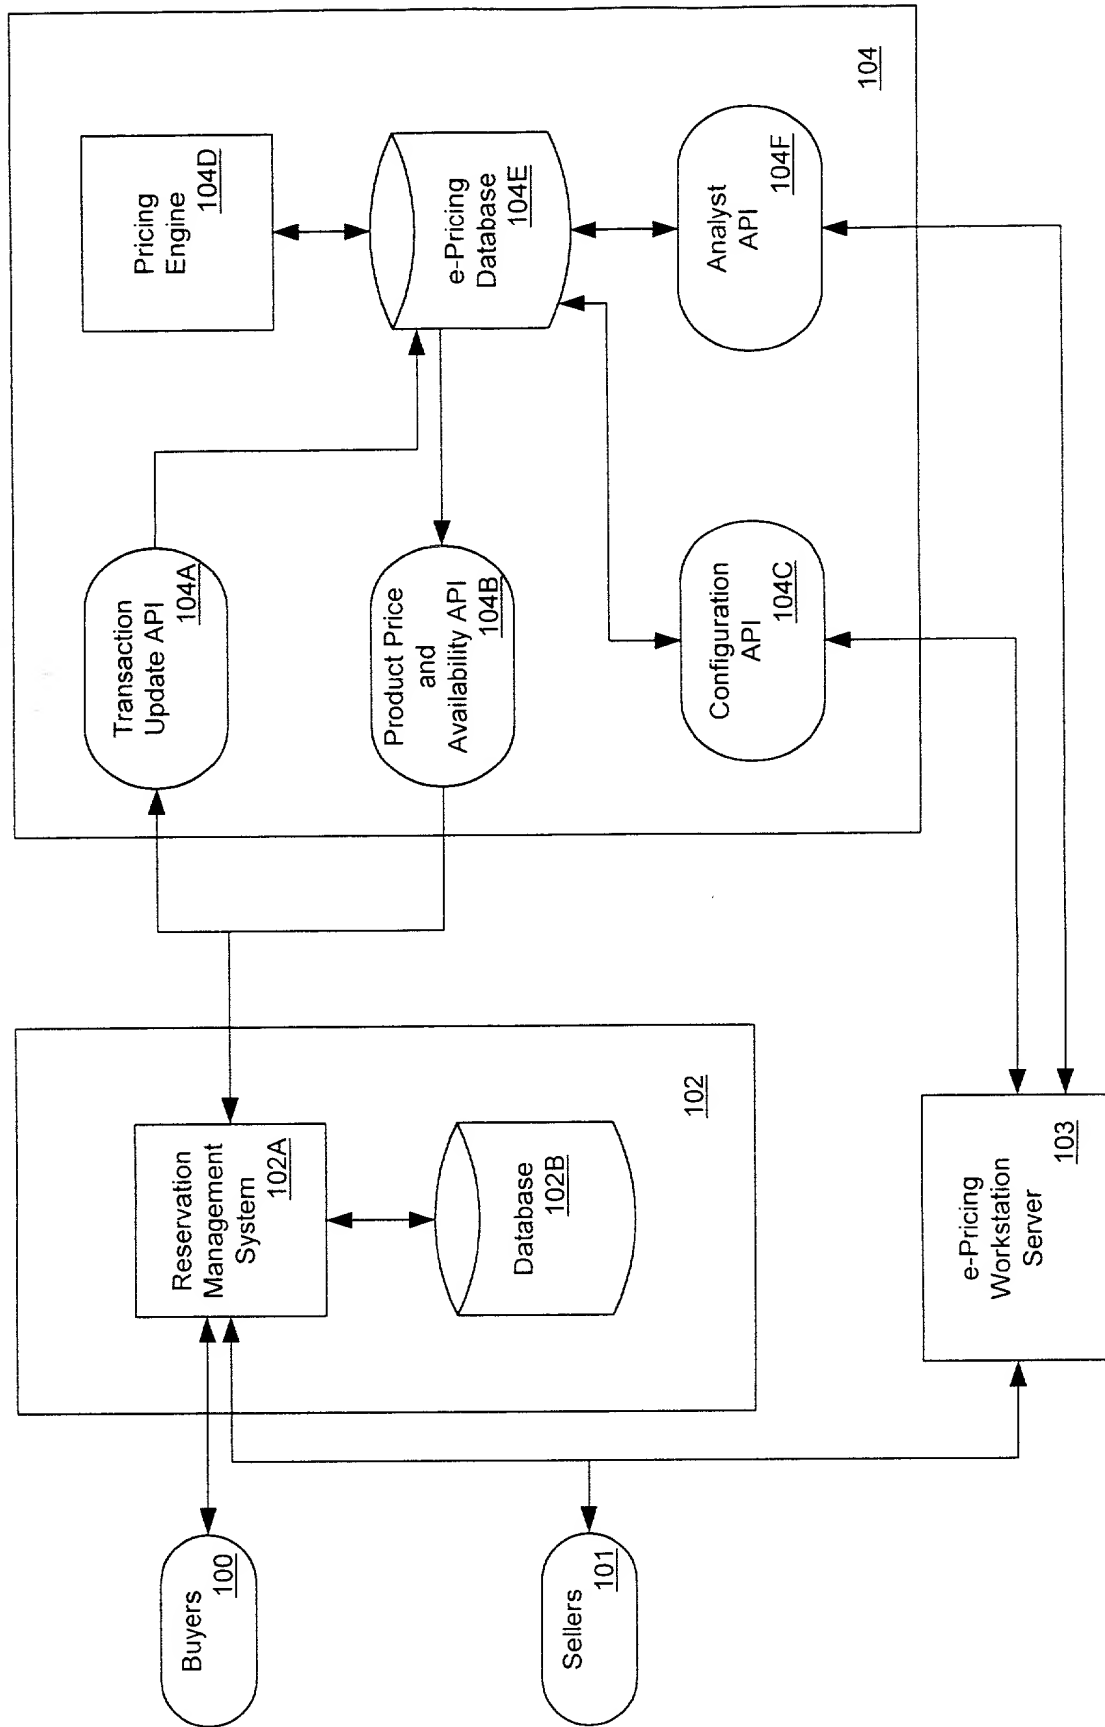 Buyers
100
Sellers
101
Reservation
Management
System
102A
Database
102B
102
e-Pricing
Workstation
Server
103
Transaction
Update API
104A
Product Price
and
Availability API
104B
Configuration
API
104C
Pricing
Engine
104D
e-Pricing
Database
104E
Analyst
API
104F
104